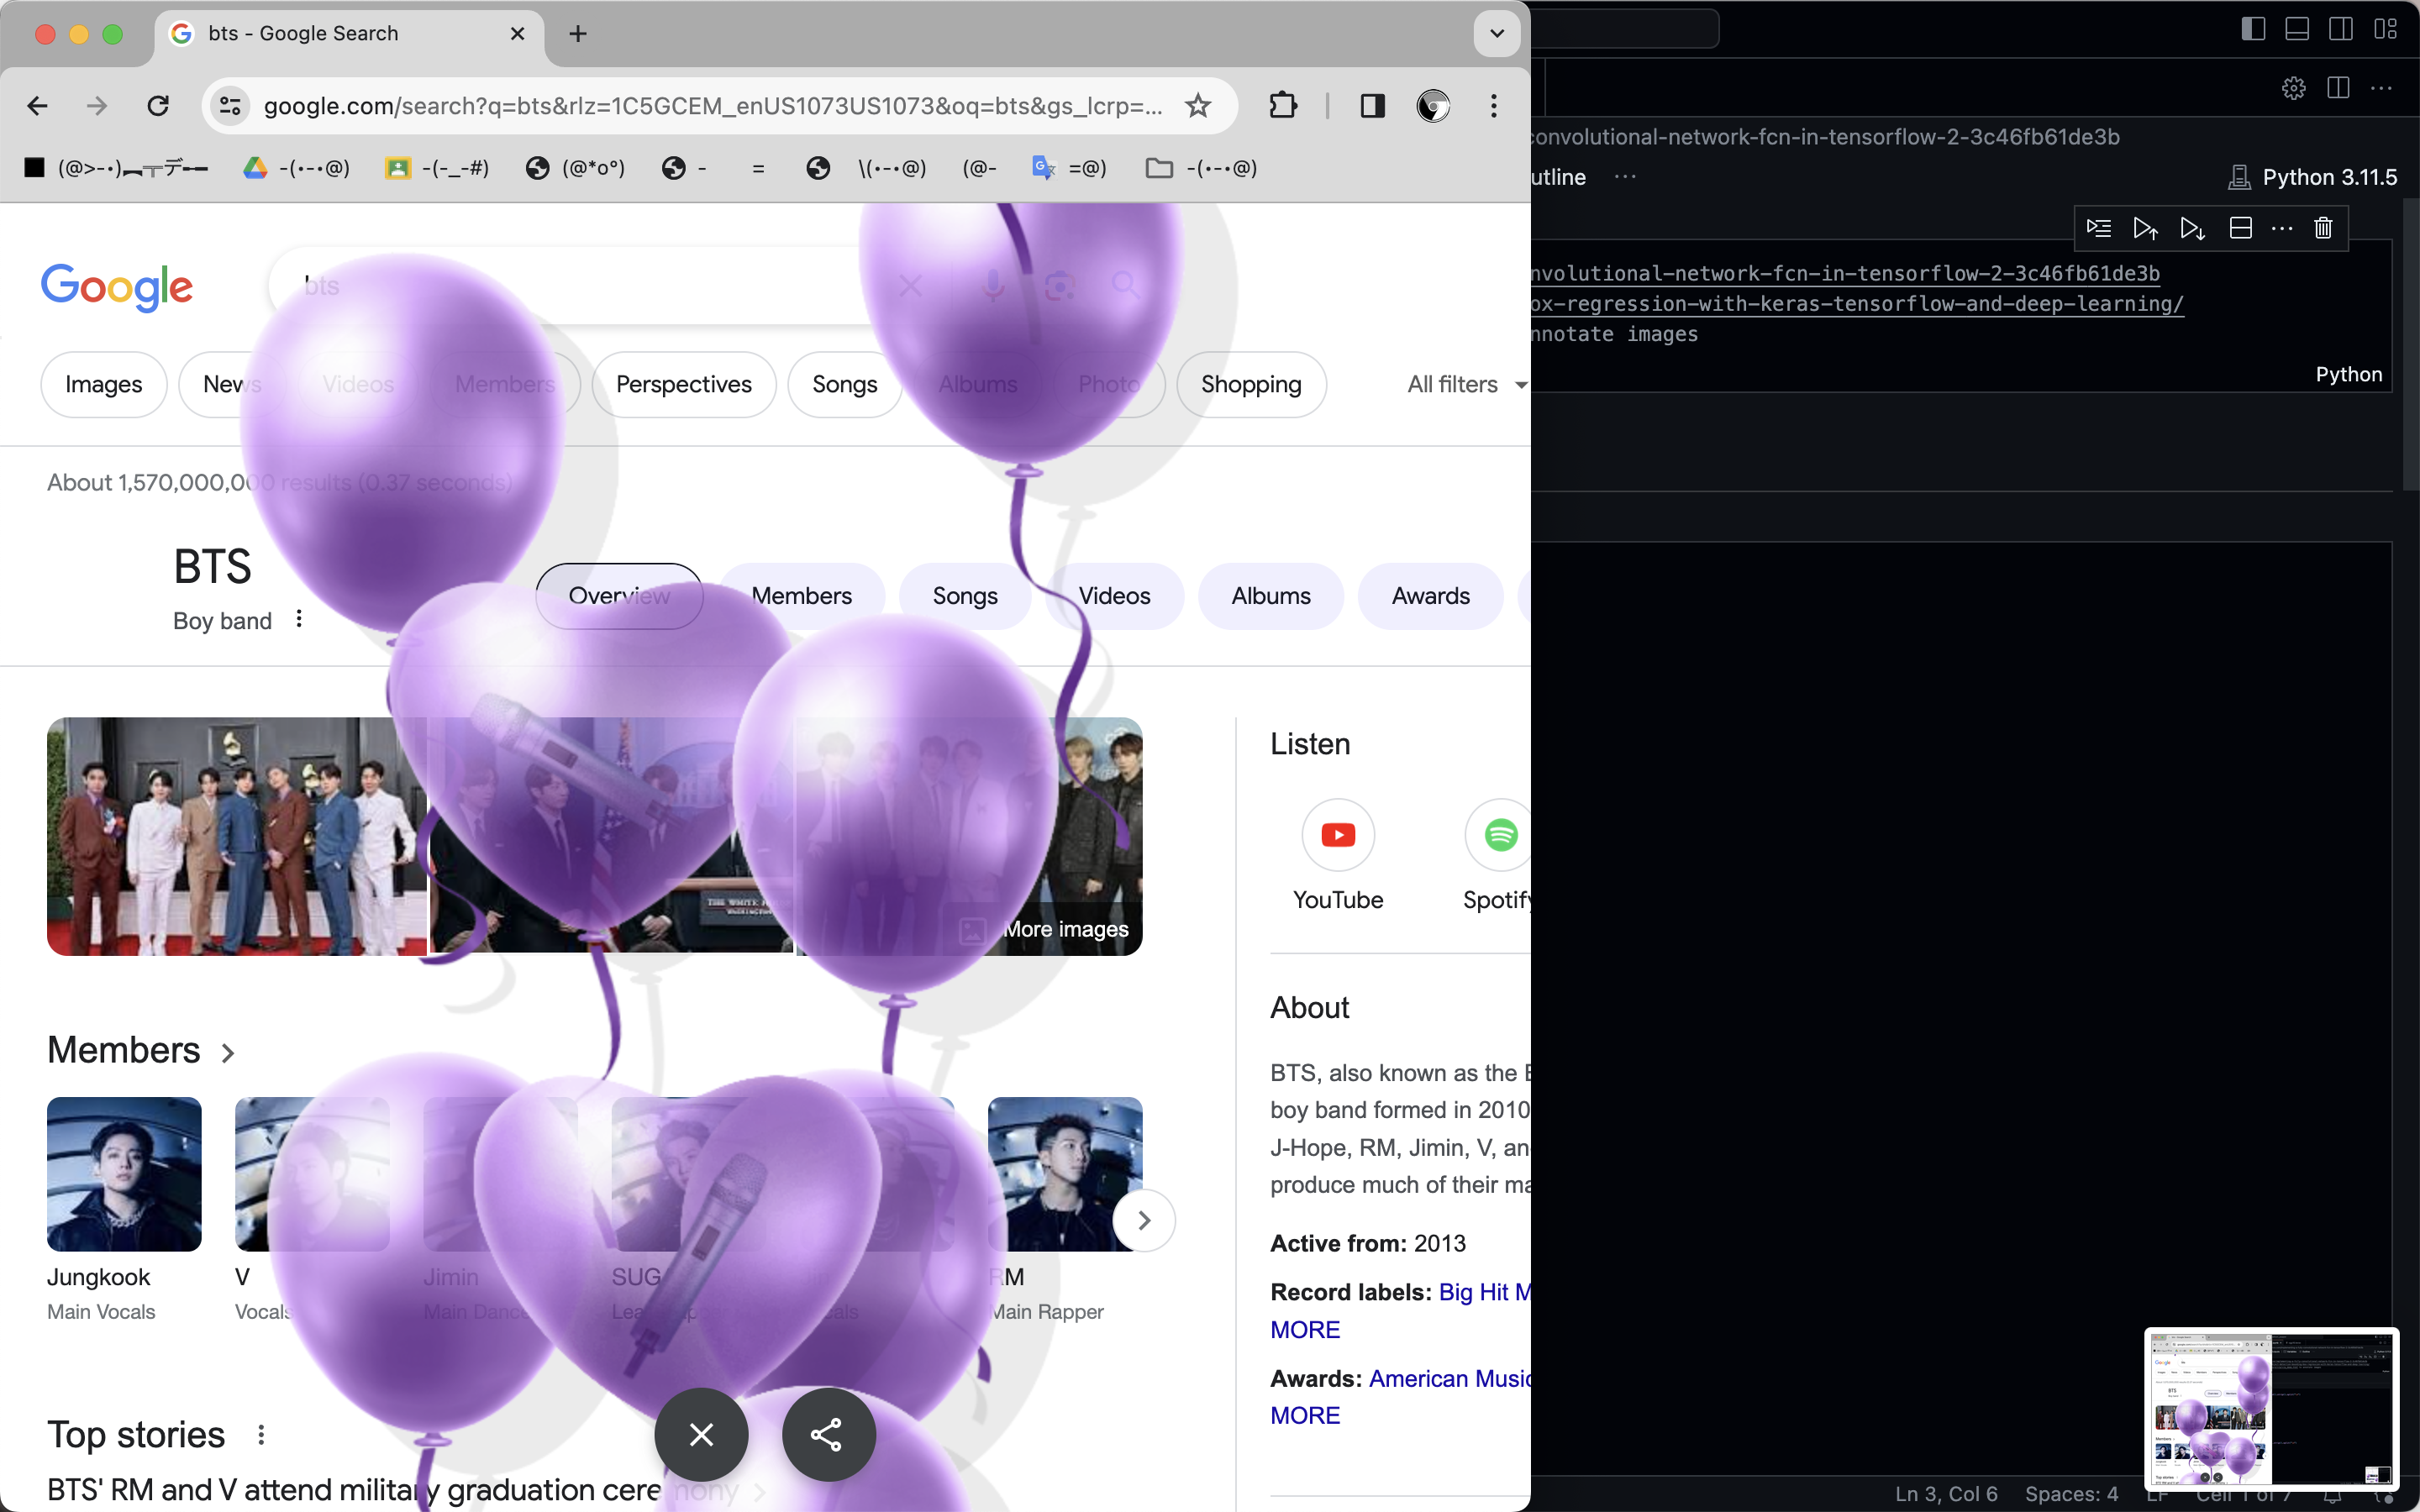 bts - Google Search
google.com/search?q=bts&rlz=1C5GCEM_enUS1073US1073&oq=bts&gs_lcrp=...
(@>-•)︻╦デ╾━ -(•-•@) -(-_-#) (@*o°) - = \(•-•@) (@- =@) -(•-•@)
Google
bts
Images News Videos Members Perspectives Songs Albums Photo Shopping All filters
About 1,570,000,000 results (0.37 seconds)
BTS
Boy band
Overview Members Songs Videos Albums Awards
THE WHITE HOUSE
More images
Members
Jungkook
Main Vocals
V
Vocals
Jimin
Main Danc
SUG
Lea
RM
Main Rapper
Top stories
BTS' RM and V attend military graduation ceremony
Listen
YouTube
Spotify
About
BTS, also known as the B
boy band formed in 2010
J-Hope, RM, Jimin, V, an
produce much of their ma
Active from: 2013
Record labels: Big Hit M
MORE
Awards: American Music
MORE
convolutional-network-fcn-in-tensorflow-2-3c46fb61de3b
utline ...
Python 3.11.5
nvolutional-network-fcn-in-tensorflow-2-3c46fb61de3b
ox-regression-with-keras-tensorflow-and-deep-learning/
nnotate images
Python
Ln 3, Col 6 Spaces: 4 LF Cell 1 of 7